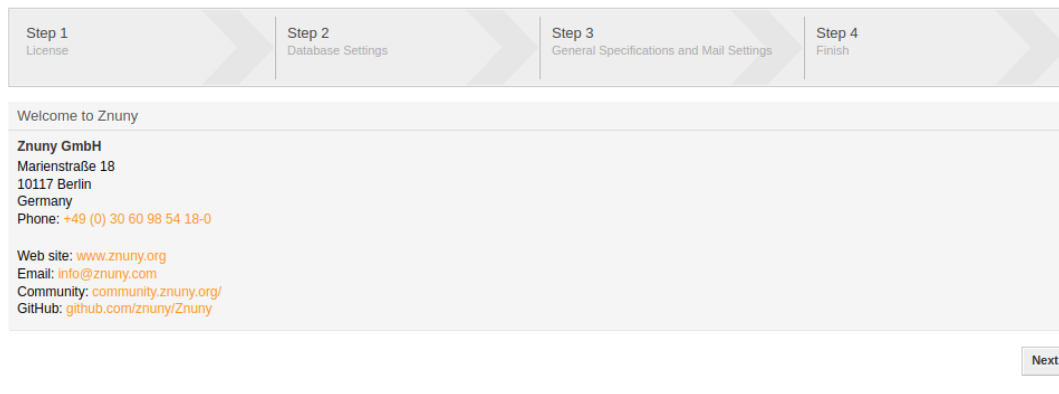 Step 1
License
Step 2
Database Settings
Step 3
General Specifications and Mail Settings
Step 4
Finish
Welcome to Znuny
Znuny GmbH
Marienstraße 18
10117 Berlin
Germany
Phone: +49 (0) 30 60 98 54 18-0
Web site: www.znuny.org
Email: info@znuny.com
Community: community.znuny.org/
GitHub: github.com/znuny/Znuny
Next